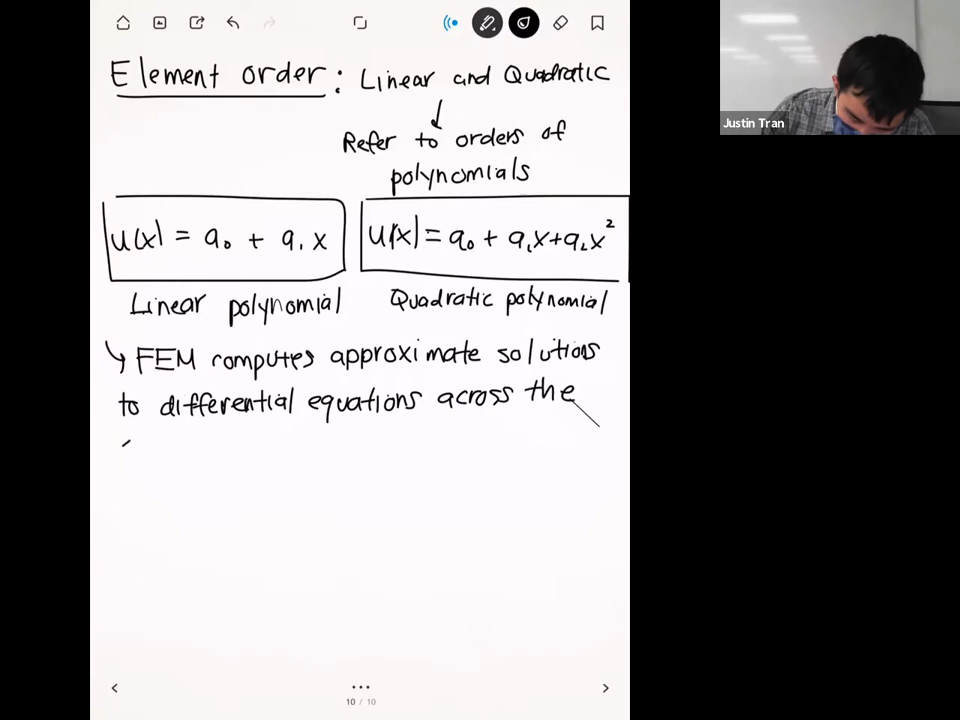 Element order: Linear and Quadratic
Refer to orders of
polynomials
u(x) = a₀ + a₁x
u(x) = a₀ + a₁x + a₂x²
Linear polynomial
Quadratic polynomial
↳ FEM computes approximate solutions
to differential equations across the
10 / 10
Justin Tran